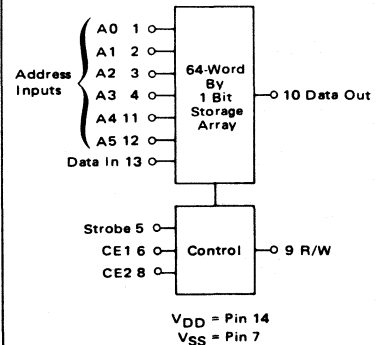 A0 1
A1 2
A2 3
A3 4
A4 11
A5 12
Address
Inputs
Data In 13
64-Word
By
1 Bit
Storage
Array
10 Data Out
Strobe 5
CE1 6
CE2 8
Control
9 R/W
VDD = Pin 14
VSS = Pin 7